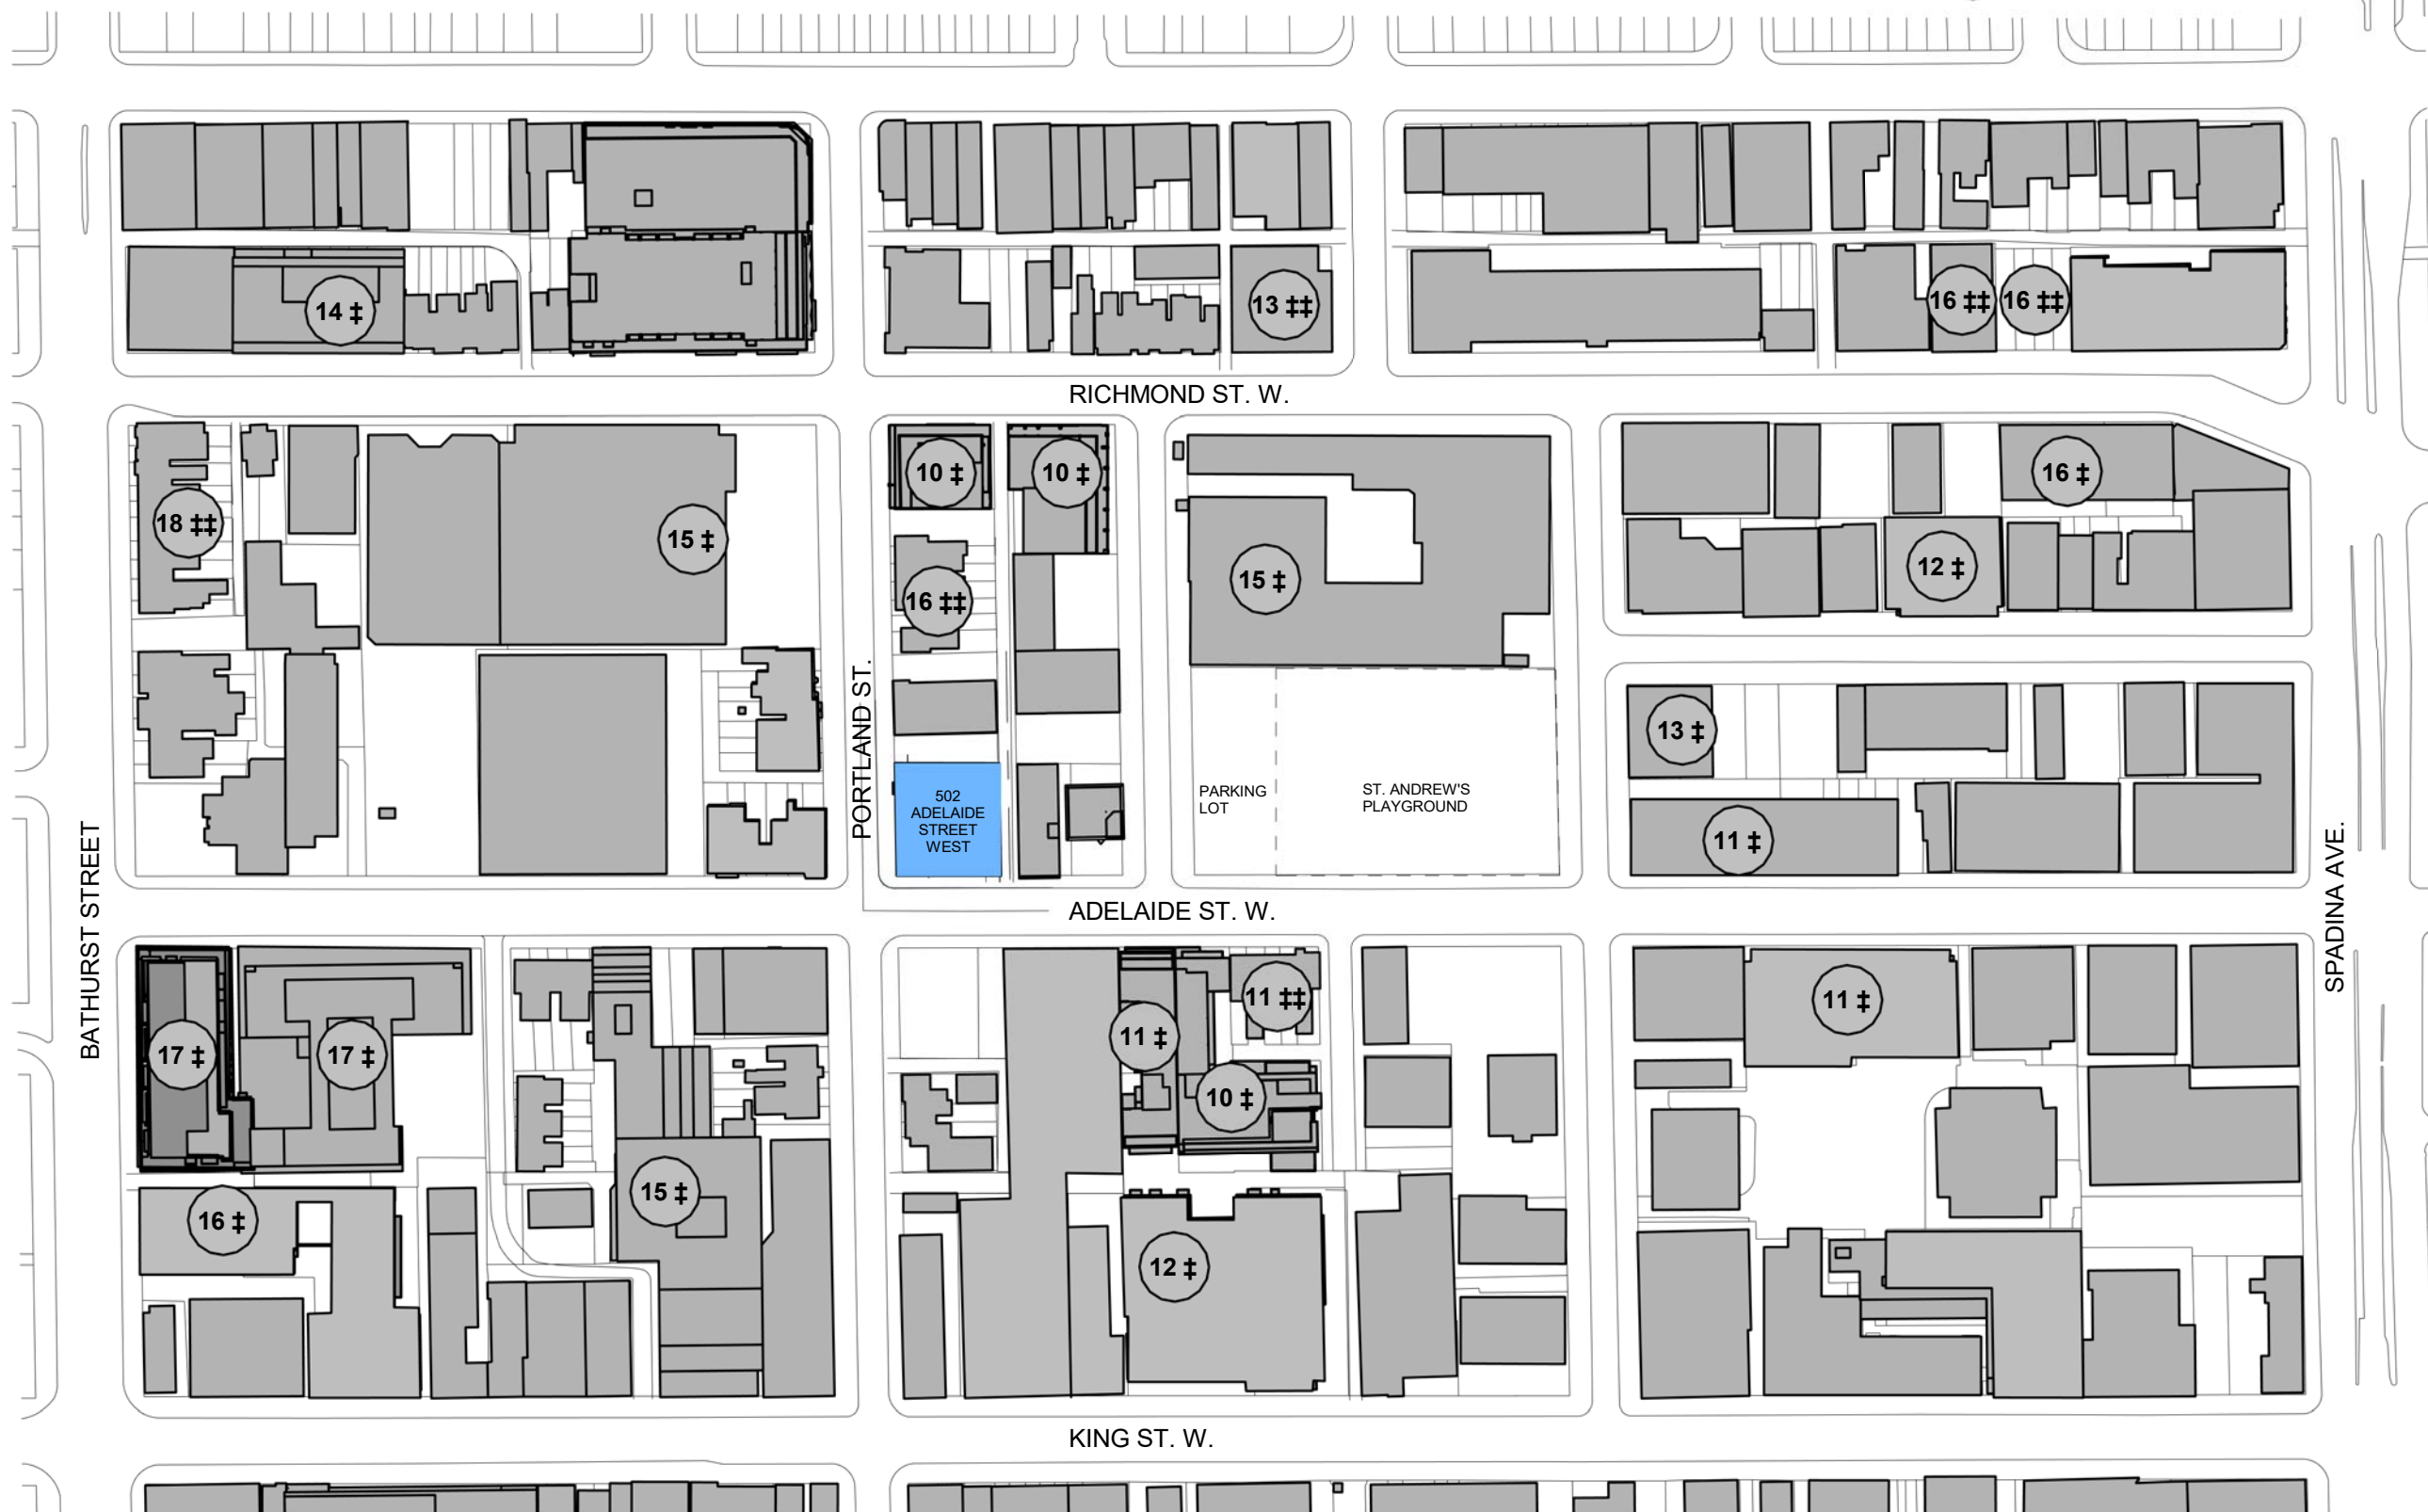 14 ‡
13 ‡‡
16 ‡‡
16 ‡‡
RICHMOND ST. W.
18 ‡‡
15 ‡
10 ‡
10 ‡
16 ‡‡
15 ‡
16 ‡
12 ‡
PORTLAND ST.
13 ‡
502
ADELAIDE
STREET
WEST
PARKING
LOT
ST. ANDREW'S
PLAYGROUND
11 ‡
BATHURST STREET
SPADINA AVE.
ADELAIDE ST. W.
17 ‡
17 ‡
11 ‡
11 ‡‡
10 ‡
11 ‡
16 ‡
15 ‡
12 ‡
KING ST. W.